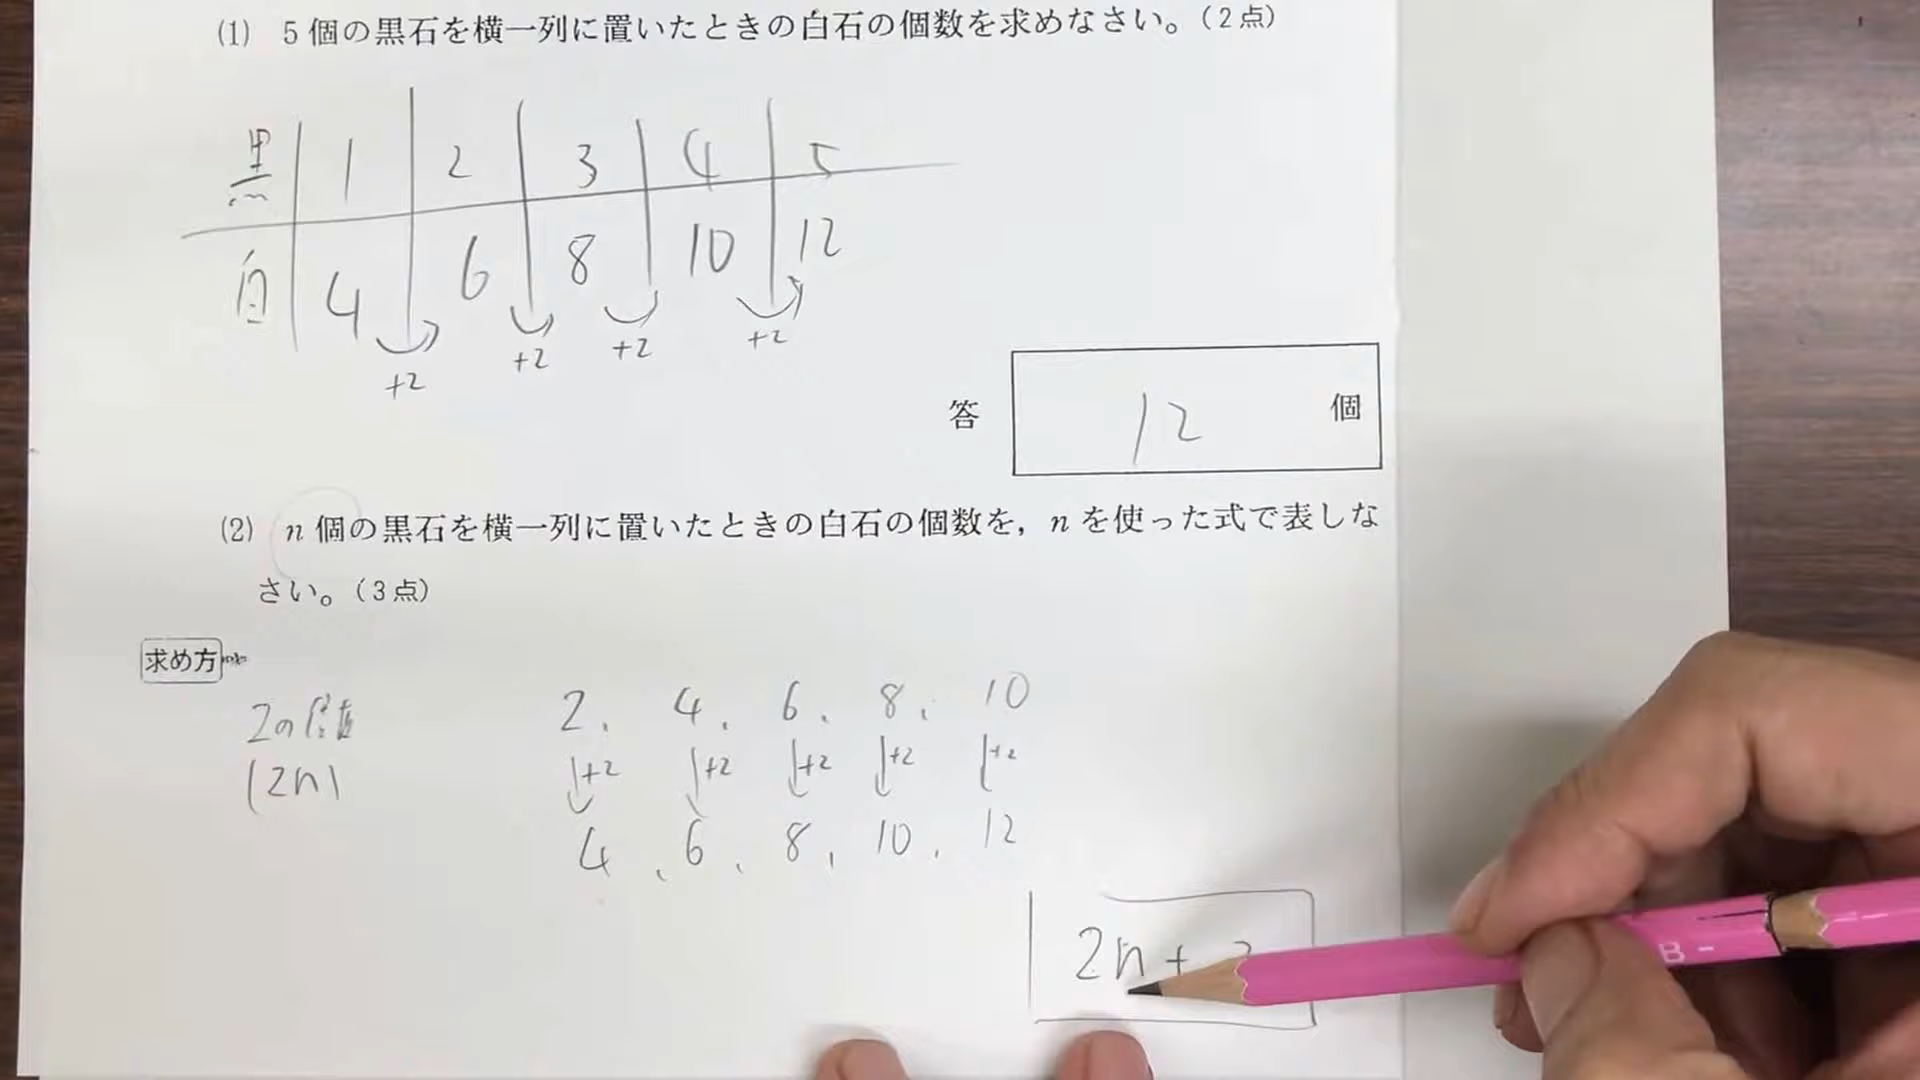 (1) 5個の黒石を横一列に置いたときの白石の個数を求めなさい。(2点)
黒 1 2 3 4 5
白 4 6 8 10 12
+2 +2 +2 +2
答 12 個
(2) n個の黒石を横一列に置いたときの白石の個数を,nを使った式で表しな
さい。(3点)
求め方
2の倍数 2, 4, 6, 8, 10
(2n) +2 +2 +2 +2 +2
4, 6, 8, 10, 12
2n+
B